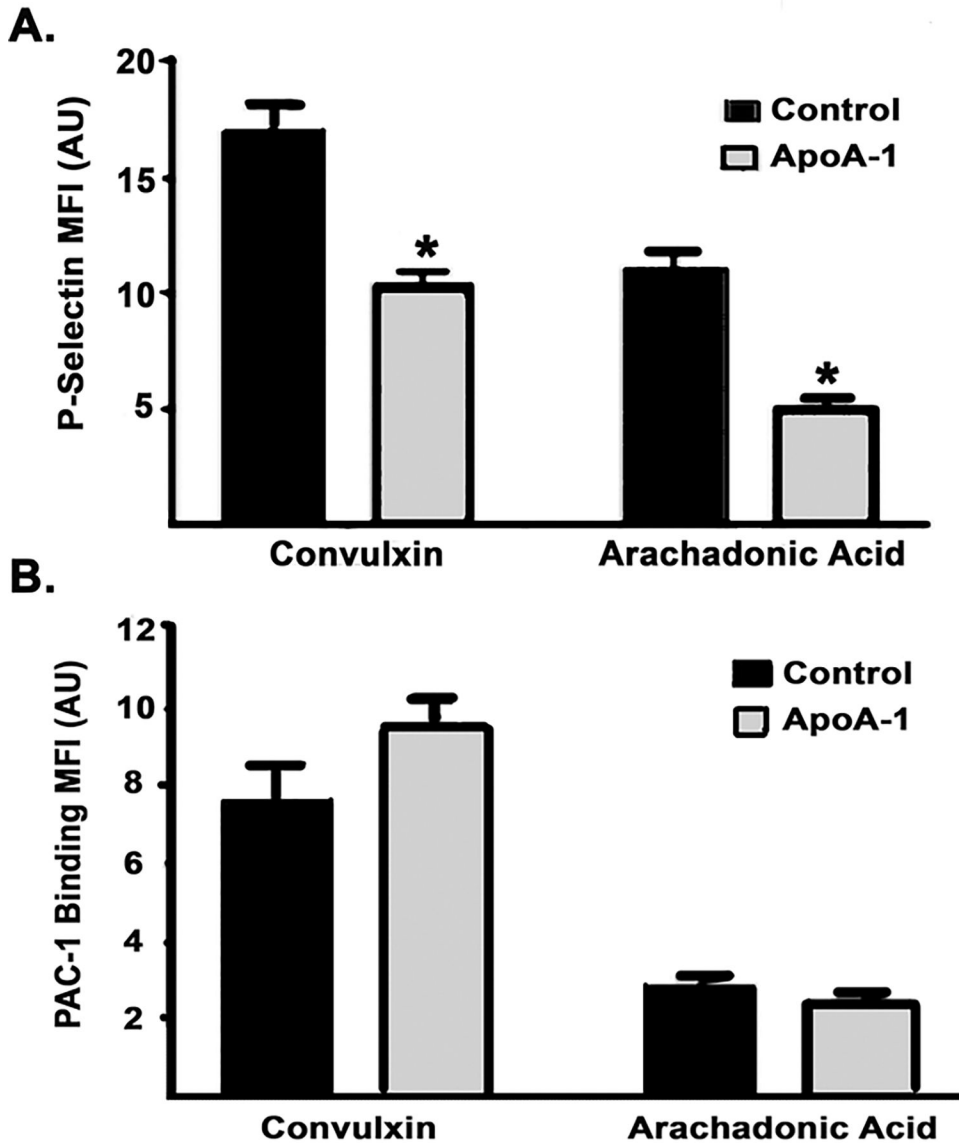 A.
P-Selectin MFI (AU)
20
15
10
5
Control
ApoA-1
*
*
Convulxin
Arachadonic Acid
B.
PAC-1 Binding MFI (AU)
12
10
8
6
4
2
Control
ApoA-1
Convulxin
Arachadonic Acid